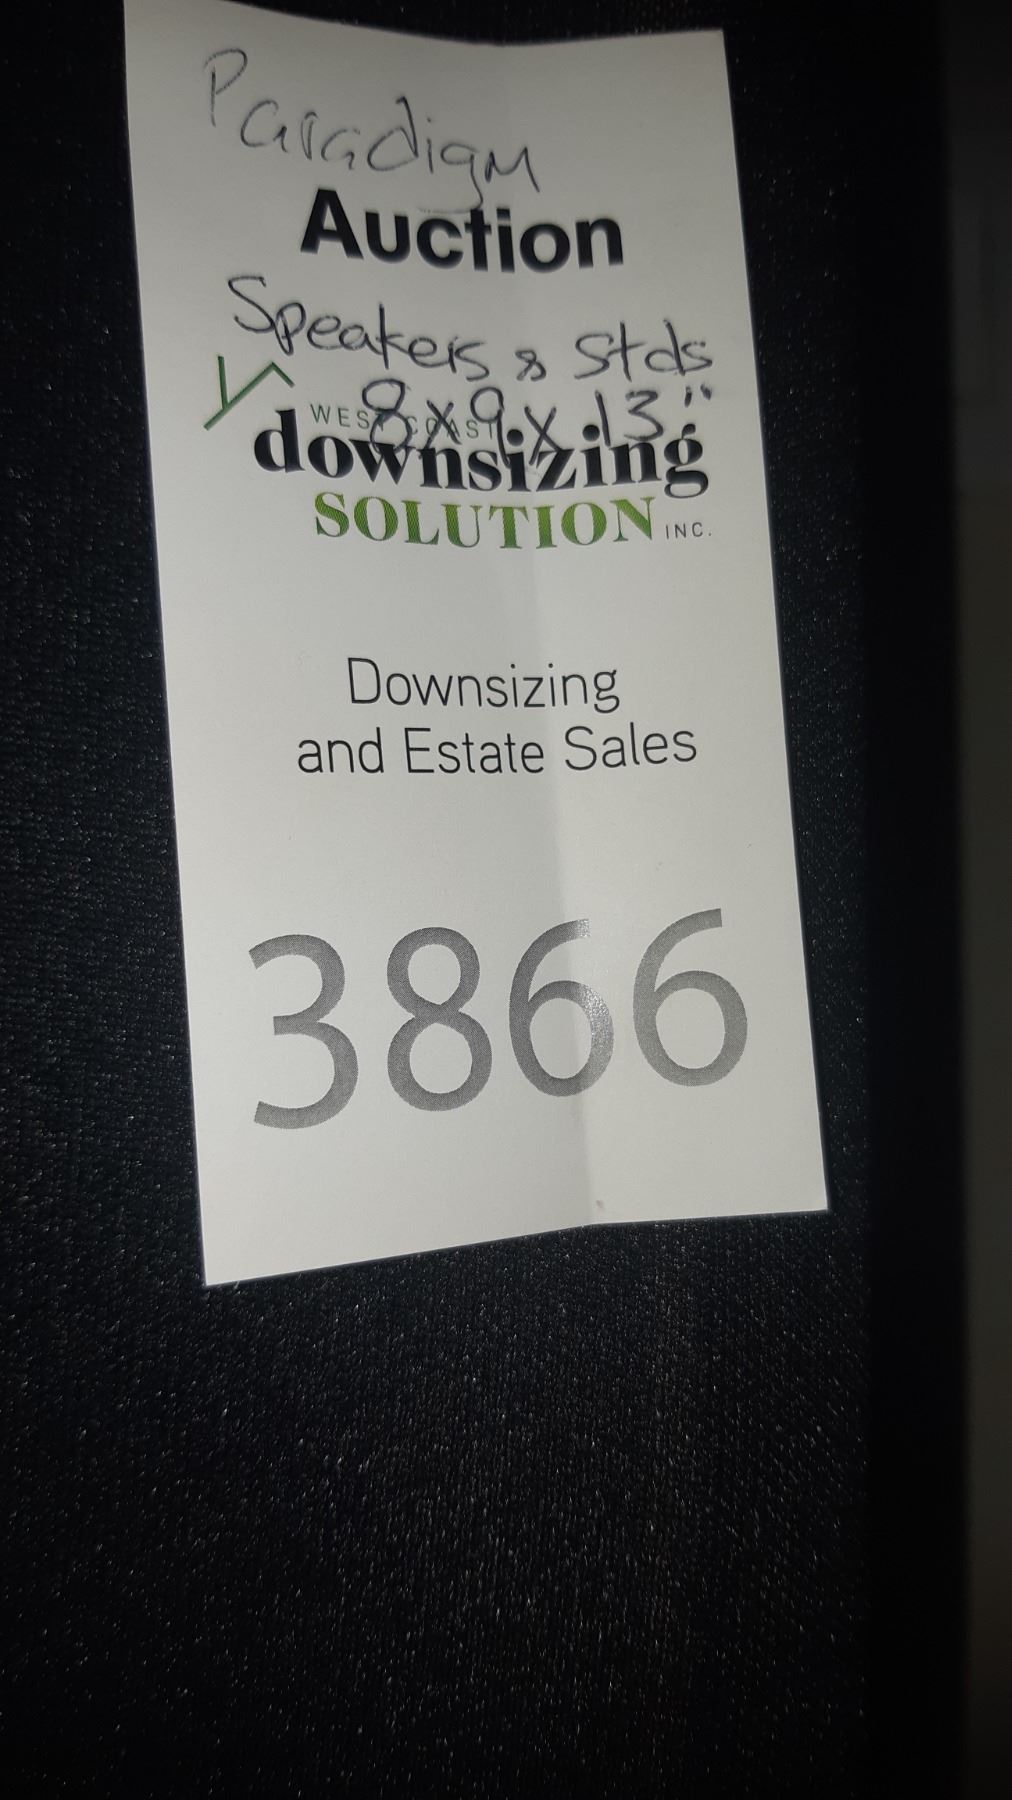 Paradigm
Auction
Speakers & Stds
8x9x13"
WEST COAST
downsizing
SOLUTION INC.
Downsizing
and Estate Sales
3866